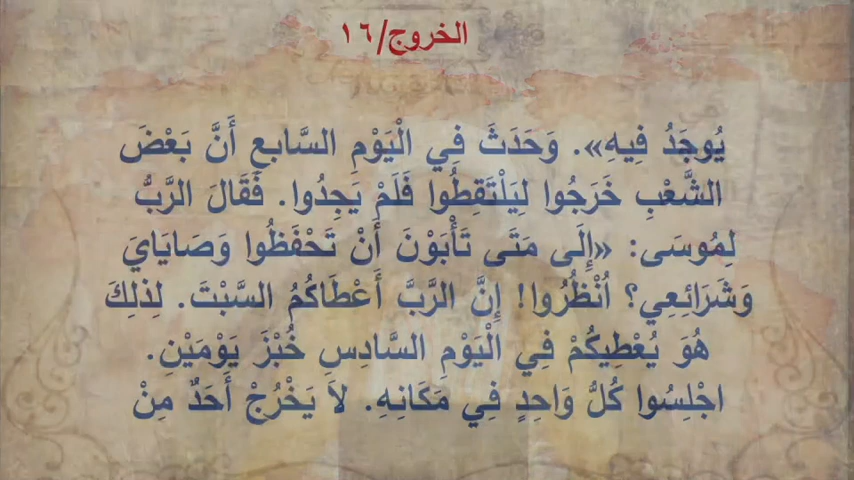 الخروج/١٦
يُوجَدُ فِيهِ». وَحَدَثَ فِي الْيَوْمِ السَّابعِ أَنَّ بَعْضَ
الشَّعْبِ خَرَجُوا لِيَلْتَقِطُوا فَلَمْ يَجِدُوا. فَقَالَ الرَّبُّ
لِمُوسَى: «إِلَى مَتَى تَأْبَوْنَ أَنْ تَحْفَظُوا وَصَايَايَ
وَشَرَائِعِي؟ اُنْظُرُوا! إِنَّ الرَّبَّ أَعْطَاكُمُ السَّبْتَ. لِذلِكَ
هُوَ يُعْطِيكُمْ فِي الْيَوْمِ السَّادِسِ خُبْزَ يَوْمَيْنِ.
اجْلِسُوا كُلُّ وَاحِدٍ فِي مَكَانِهِ. لاَ يَخْرُجْ أَحَدٌ مِنْ